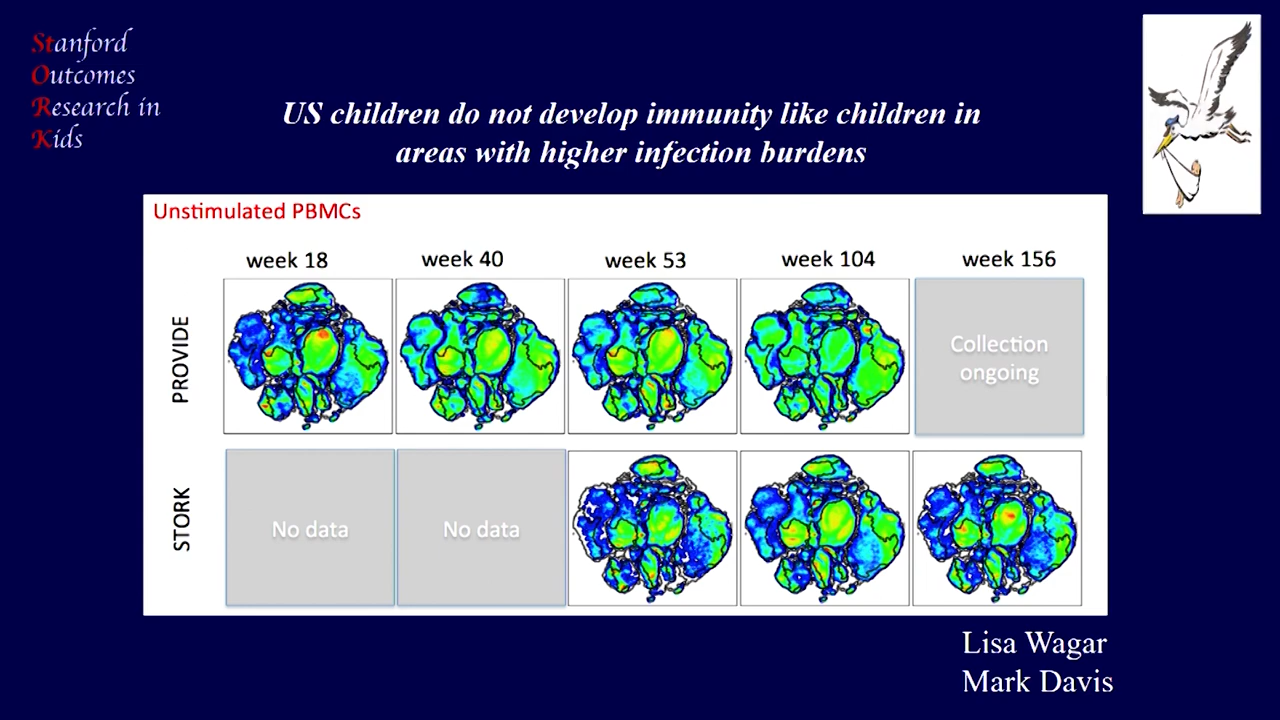 Stanford
Outcomes
Research in
Kids
US children do not develop immunity like children in
areas with higher infection burdens
Unstimulated PBMCs
week 18
week 40
week 53
week 104
week 156
PROVIDE
Collection
ongoing
STORK
No data
No data
Lisa Wagar
Mark Davis